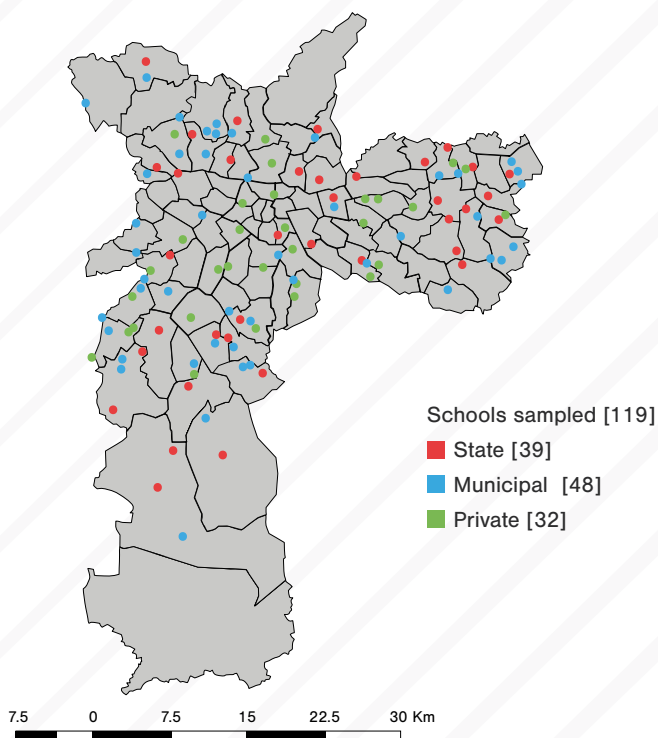 Schools sampled [119]
State [39]
Municipal [48]
Private [32]
7.5 0 7.5 15 22.5 30 Km